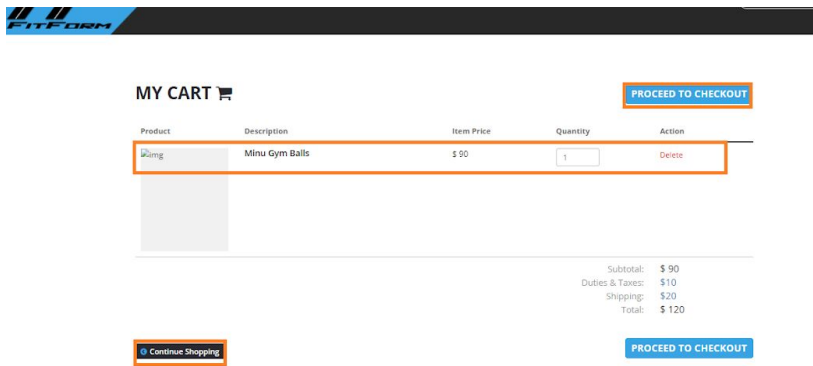 FITFORM
MY CART
PROCEED TO CHECKOUT
Product Description Item Price Quantity Action
img Minu Gym Balls $ 90 1 Delete
Subtotal: $ 90
Duties & Taxes: $10
Shipping: $20
Total: $ 120
Continue Shopping
PROCEED TO CHECKOUT